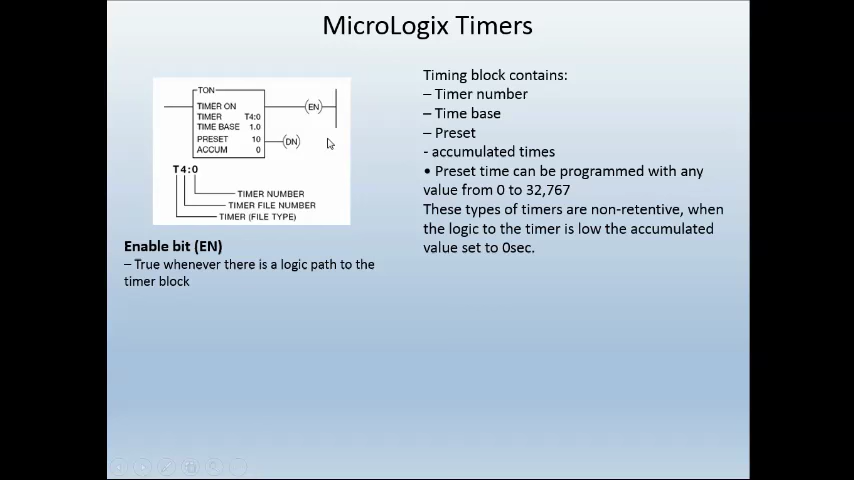 MicroLogix Timers
TON
TIMER ON
TIMER T4:0
TIME BASE 1.0
PRESET 10
ACCUM 0
(EN)
(DN)
T4:0
TIMER NUMBER
TIMER FILE NUMBER
TIMER (FILE TYPE)
Enable bit (EN)
– True whenever there is a logic path to the
timer block
Timing block contains:
– Timer number
– Time base
– Preset
- accumulated times
• Preset time can be programmed with any
value from 0 to 32,767
These types of timers are non-retentive, when
the logic to the timer is low the accumulated
value set to 0sec.